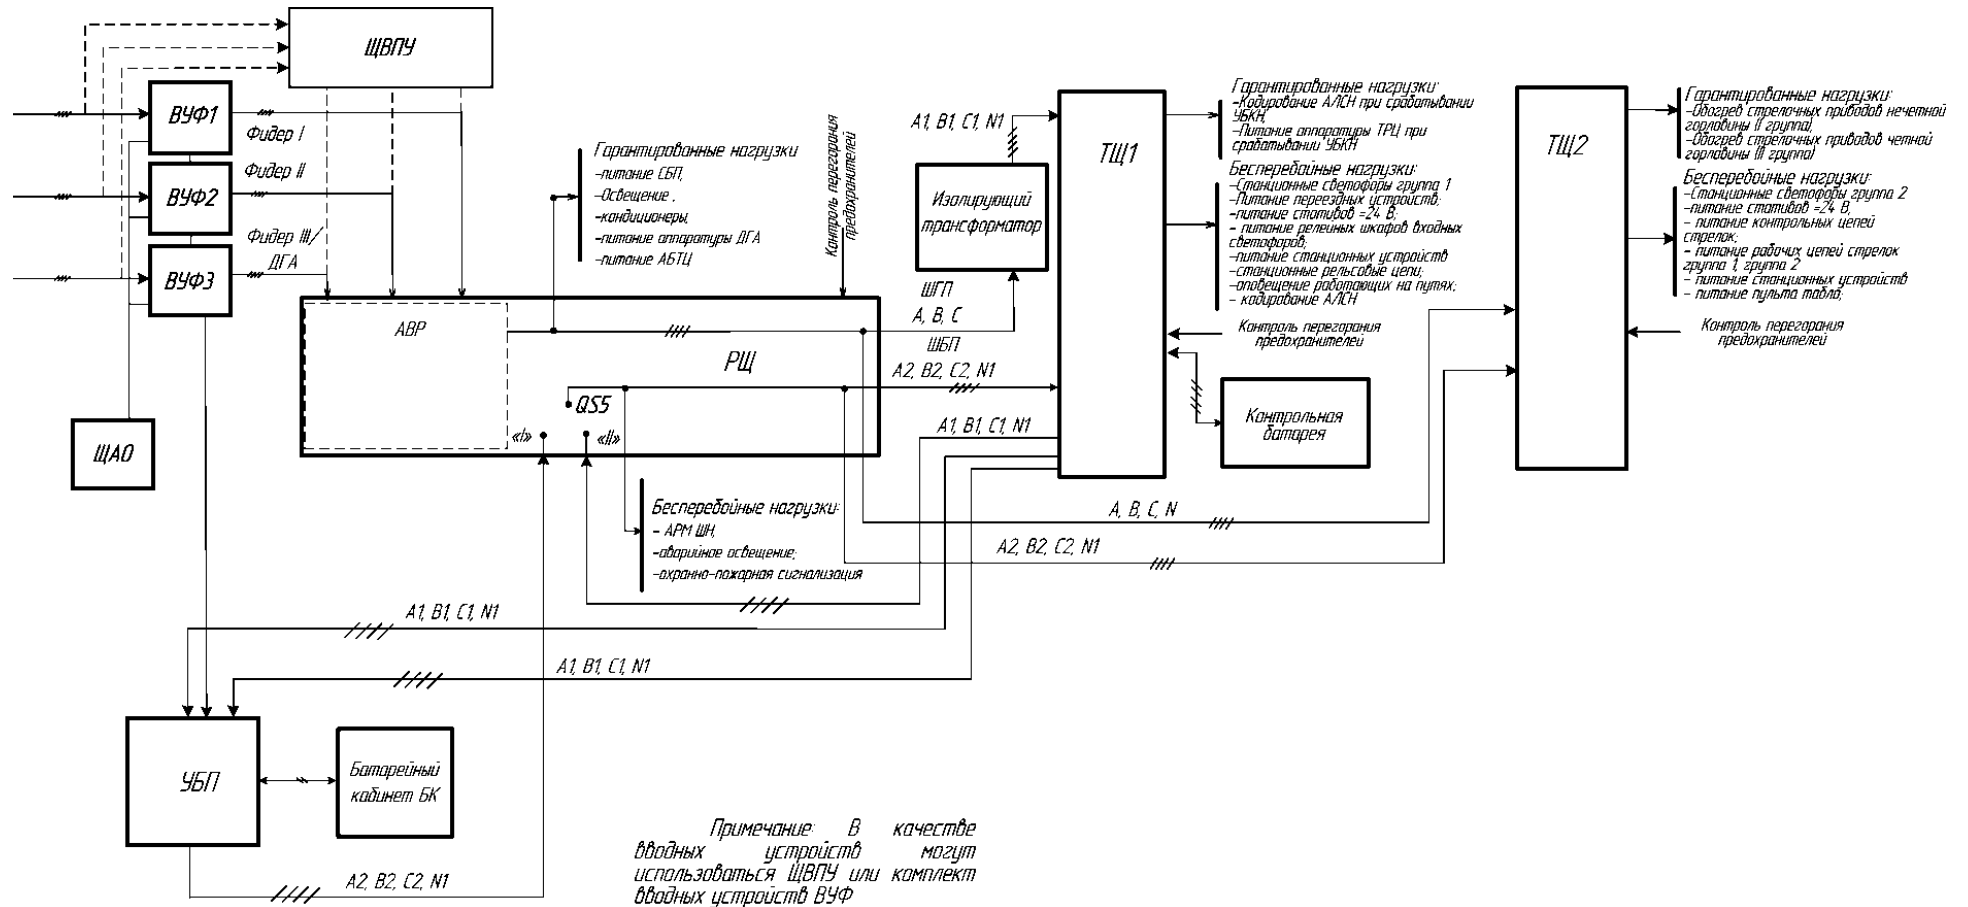 ЩВПУ
ВУФ1
Фидер I
ВУФ2
Фидер II
ВУФ3
Фидер III/
ДГА
ЩАО
Гарантированные нагрузки
-питание СБП,
-Освещение ,
-кондиционеры,
-питание аппаратуры ДГА
-питание АБТЦ
Контроль перегорания
предохранителей
АВР
РЩ
QS5
«I»
«II»
A1, B1, C1, N1
Изолирующий
трансформатор
ШГП
A, B, C
ШБП
A2, B2, C2, N1
A1, B1, C1, N1
ТЩ1
Гарантированные нагрузки:
-Кодирование АЛСН при срабатывании
УБКН,
-Питание аппаратуры ТРЦ при
срабатывании УБКН
Бесперебойные нагрузки:
-Станционные светофоры группа 1
-Питание переездных устройств;
-питание стативов =24 В;
- питание релейных шкафов входных
светофоров;
-питание станционных устройств
-станционные рельсовые цепи;
-оповещение работающих на путях;
- кодирование АЛСН
Контроль перегорания
предохранителей
Контрольная
батарея
ТЩ2
Гарантированные нагрузки:
-Обогрев стрелочных приводов нечетной
горловины (I группа),
-Обогрев стрелочных приводов четной
горловины (II группа)
Бесперебойные нагрузки:
-Станционные светофоры группа 2
-питание стативов =24 В,
- питание контрольных цепей
стрелок;
- питание рабочих цепей стрелок
группа 1, группа 2
- питание станционных устройств
- питание пульта табло;
Контроль перегорания
предохранителей
Бесперебойные нагрузки:
- АРМ ШН,
-аварийное освещение;
-охранно-пожарная сигнализация
A, B, C, N
A2, B2, C2, N1
A1, B1, C1, N1
A1, B1, C1, N1
УБП
Батарейный
кабинет БК
A2, B2, C2, N1
Примечание: В качестве
вводных устройств могут
использоваться ЩВПУ или комплект
вводных устройств ВУФ